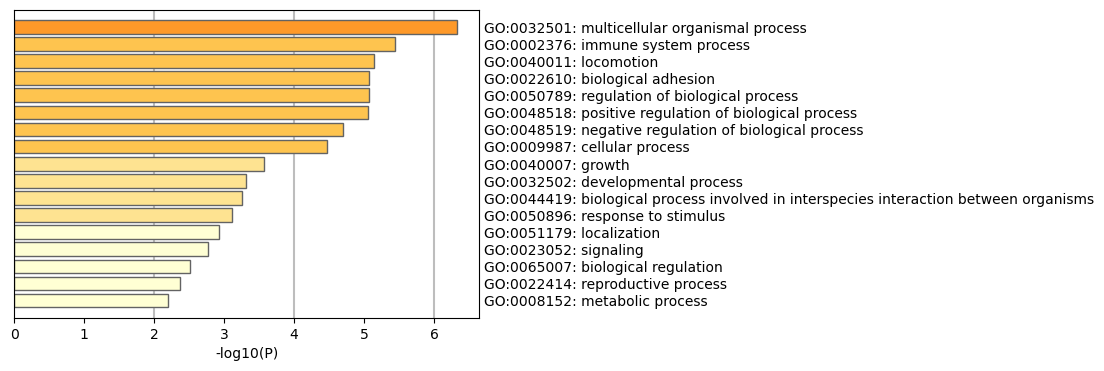 GO:0032501: multicellular organismal process
GO:0002376: immune system process
GO:0040011: locomotion
GO:0022610: biological adhesion
GO:0050789: regulation of biological process
GO:0048518: positive regulation of biological process
GO:0048519: negative regulation of biological process
GO:0009987: cellular process
GO:0040007: growth
GO:0032502: developmental process
GO:0044419: biological process involved in interspecies interaction between organisms
GO:0050896: response to stimulus
GO:0051179: localization
GO:0023052: signaling
GO:0065007: biological regulation
GO:0022414: reproductive process
GO:0008152: metabolic process
0 1 2 3 4 5 6
-log10(P)